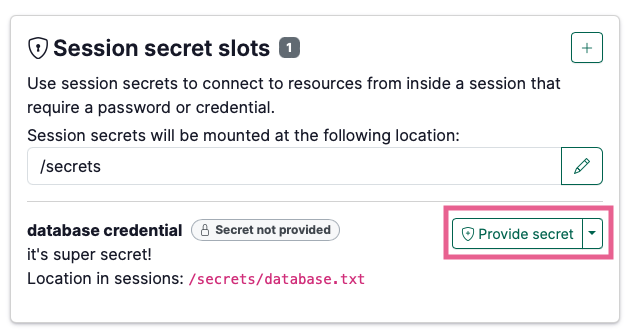 Session secret slots 1
Use session secrets to connect to resources from inside a session that
require a password or credential.
Session secrets will be mounted at the following location:
/secrets
database credential Secret not provided
Provide secret
it's super secret!
Location in sessions: /secrets/database.txt